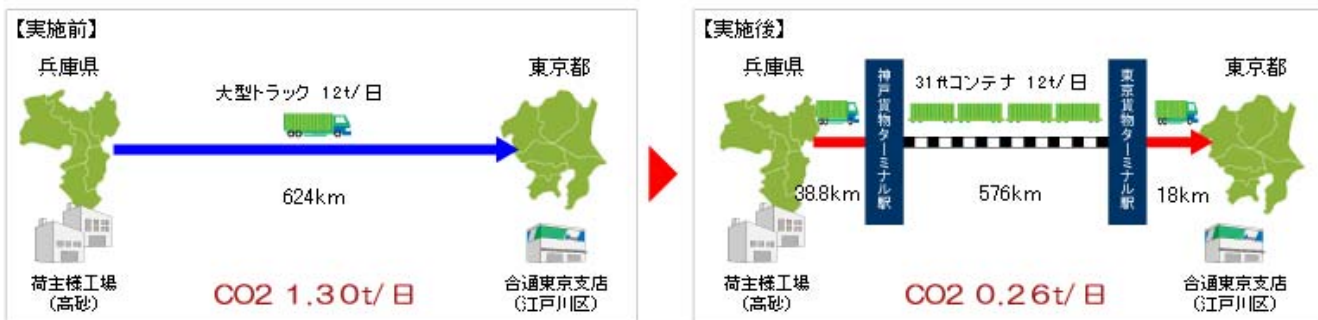 【実施前】
兵庫県
東京都
大型トラック 12t/日
624km
荷主様工場
(高砂)
合通東京支店
(江戸川区)
CO2 1.30t/日
【実施後】
兵庫県
東京都
神戸貨物ターミナル駅
31ftコンテナ 12t/日
東京貨物ターミナル駅
38.8km
576km
18km
荷主様工場
(高砂)
合通東京支店
(江戸川区)
CO2 0.26t/日